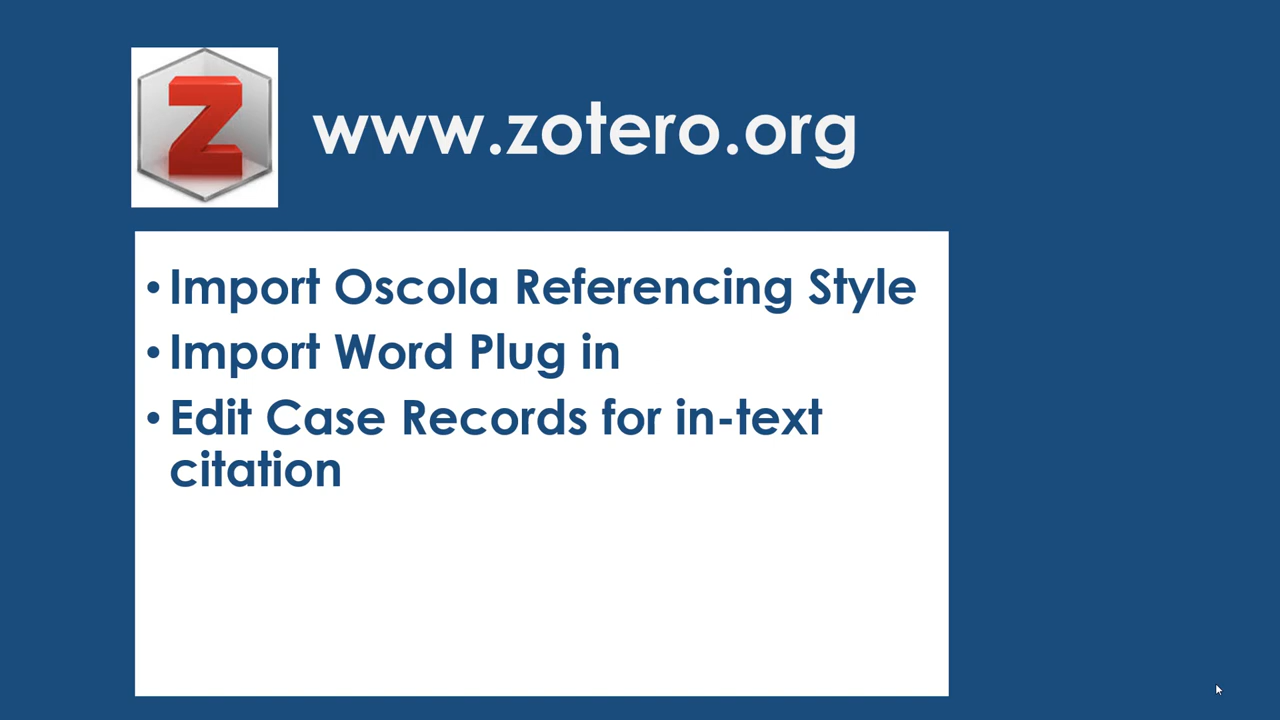 Z
www.zotero.org
• Import Oscola Referencing Style
• Import Word Plug in
• Edit Case Records for in-text
citation